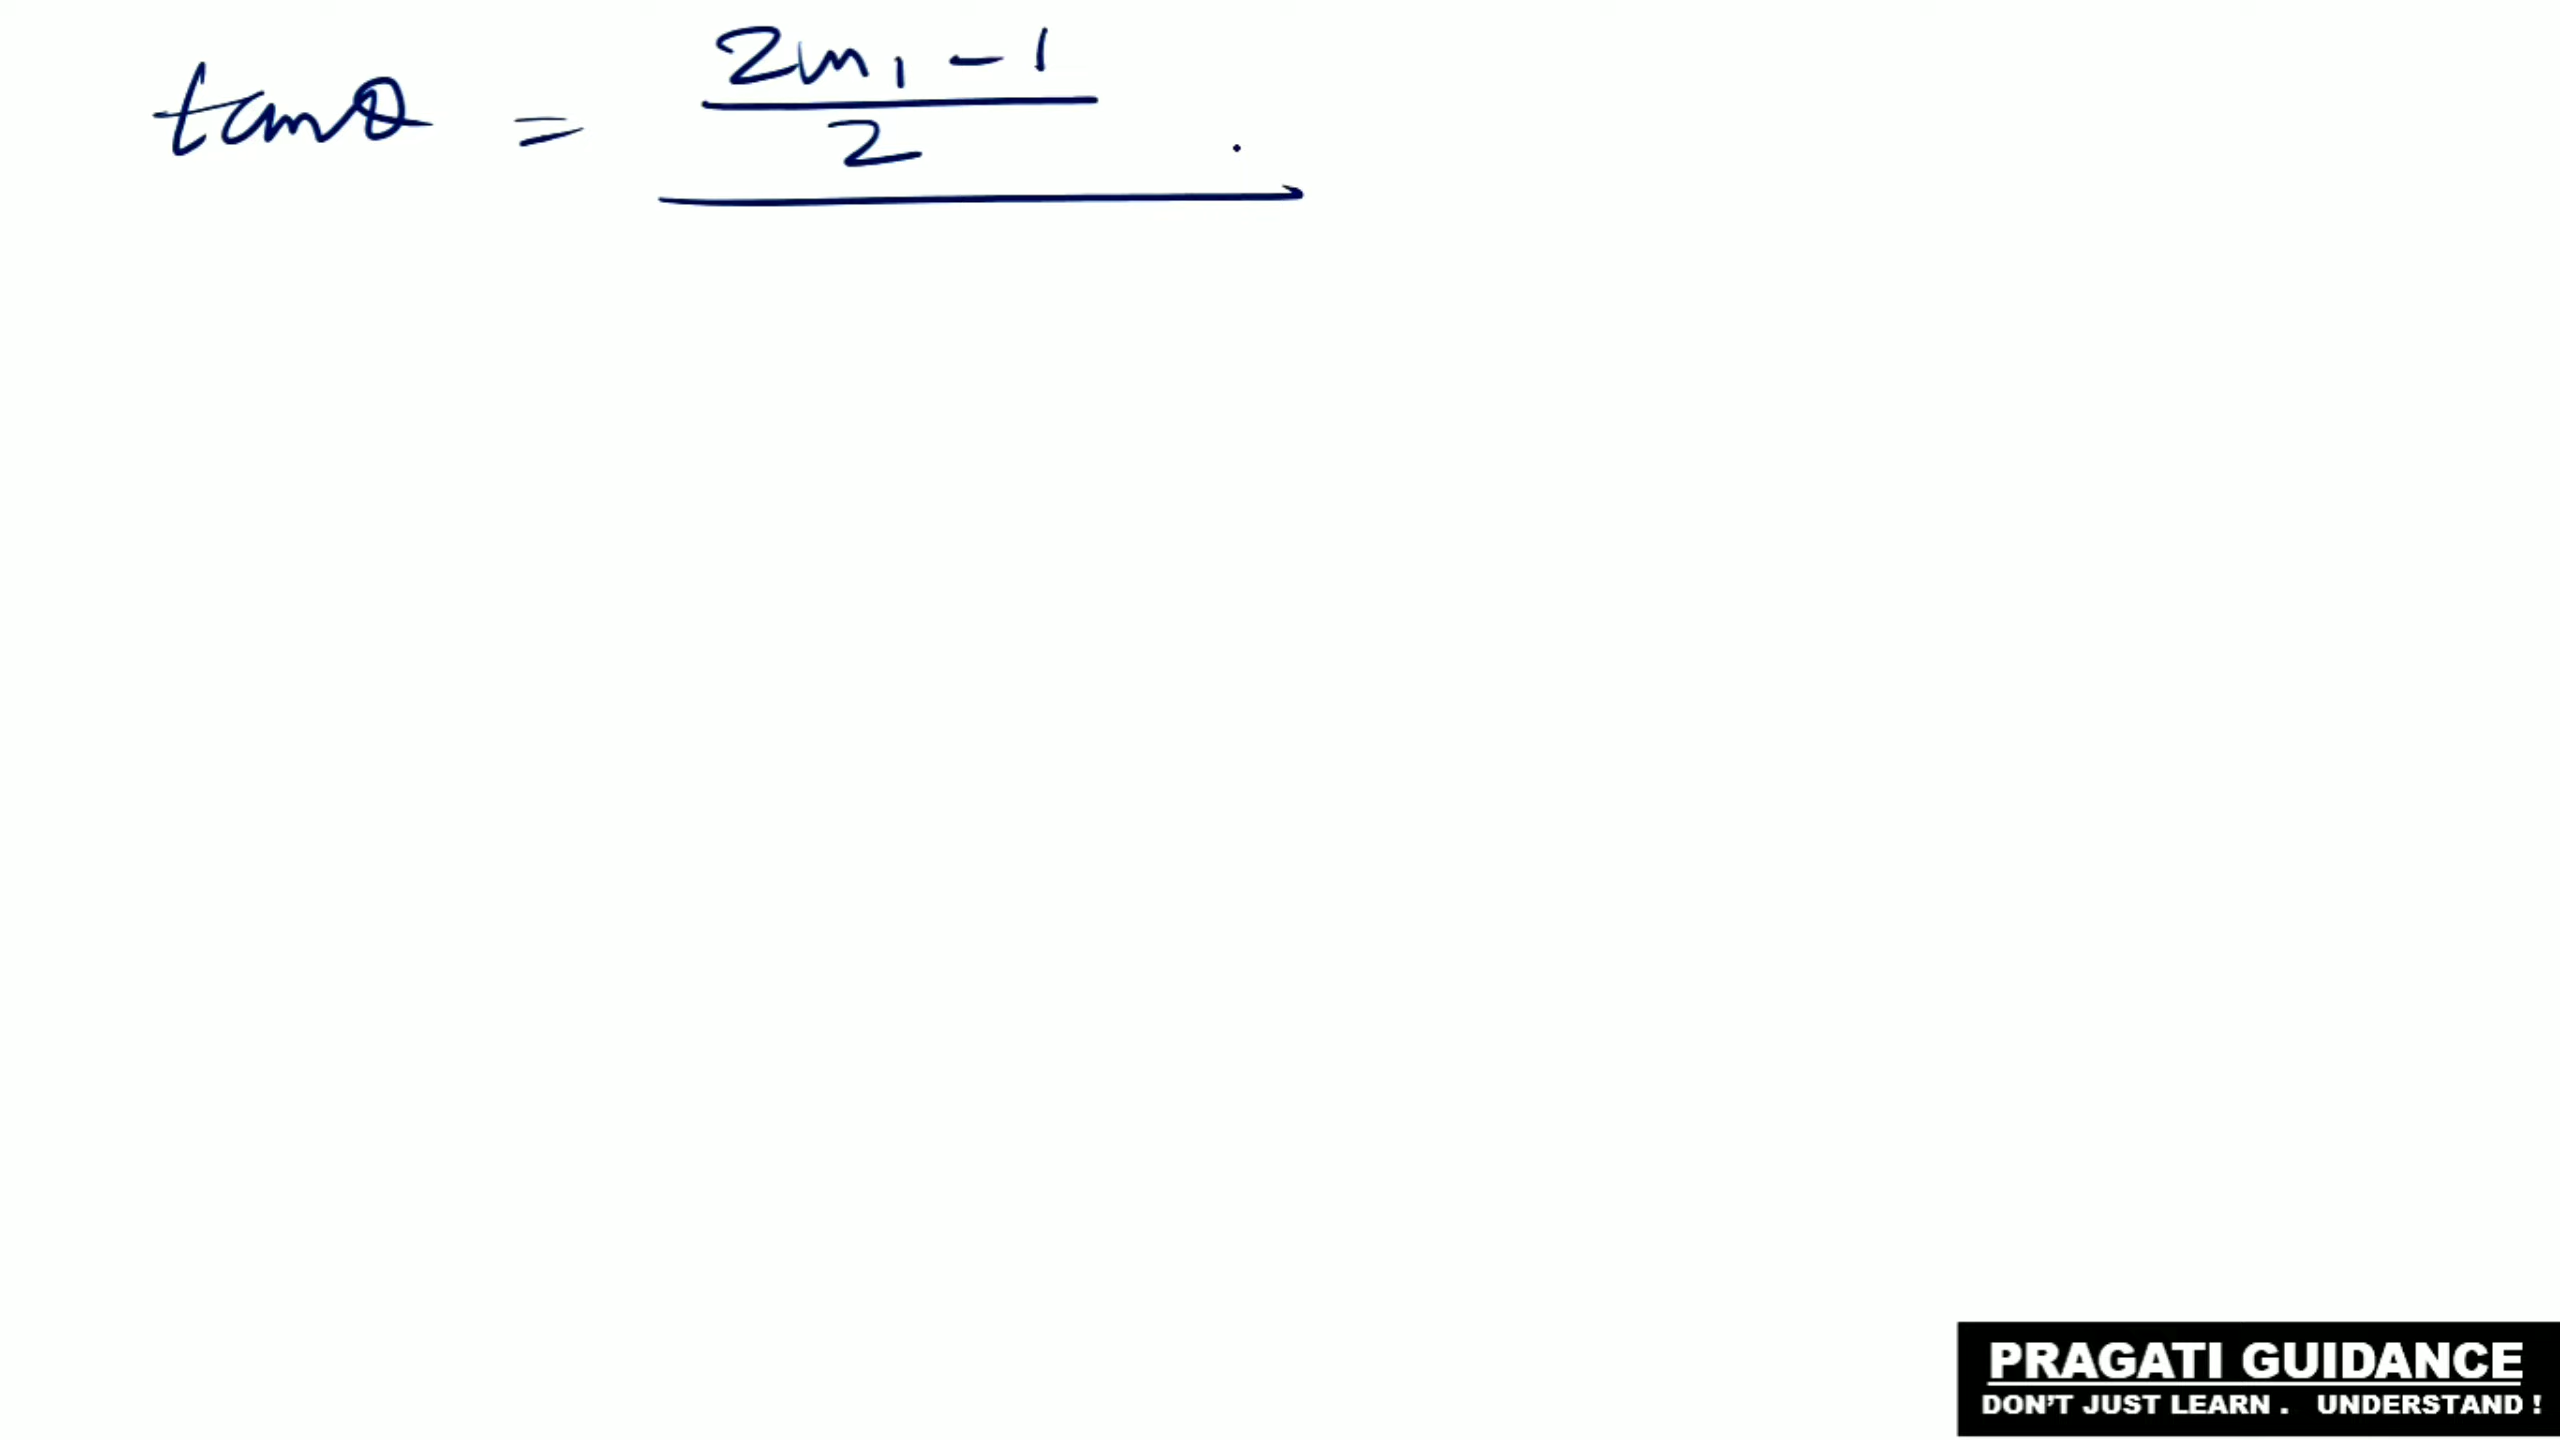 tanθ = 2m₁ - 1
2
PRAGATI GUIDANCE
DON'T JUST LEARN . UNDERSTAND !